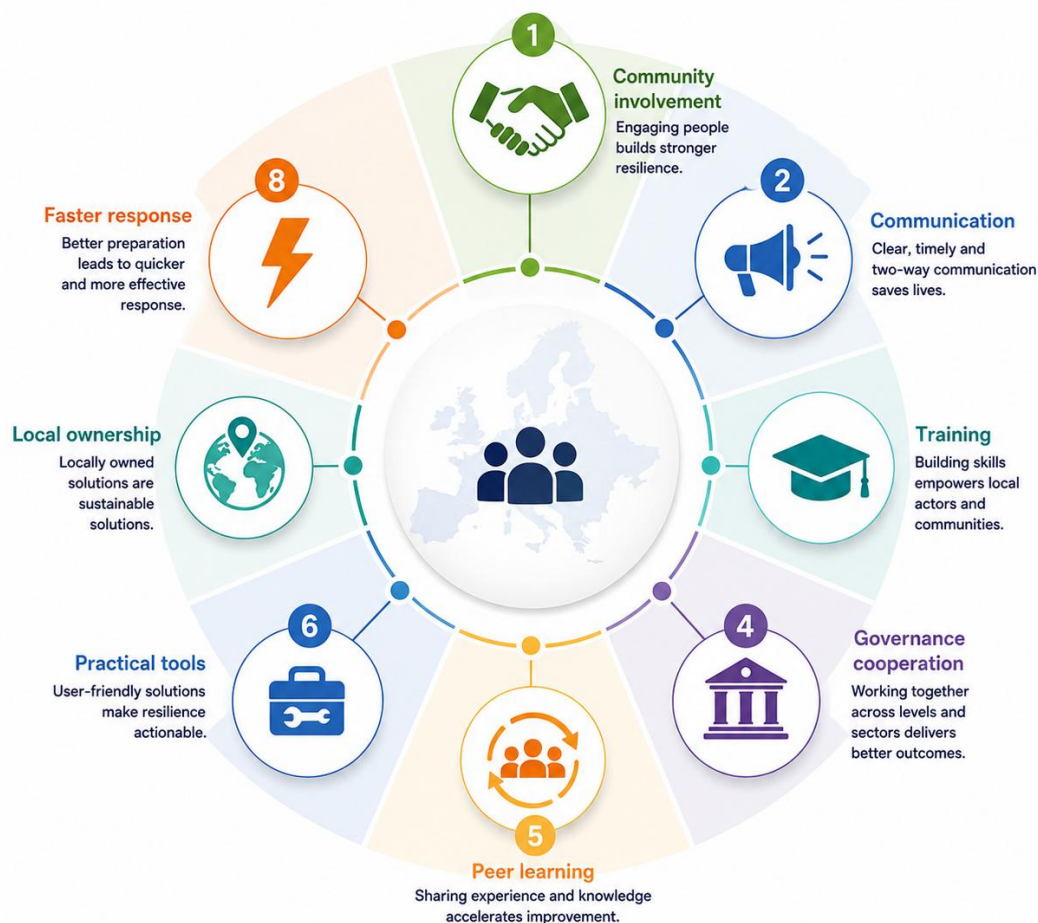 1
Community
involvement
Engaging people
builds stronger
resilience.
2
Communication
Clear, timely and
two-way communication
saves lives.
Training
Building skills
empowers local
actors and
communities.
4
Governance
cooperation
Working together
across levels and
sectors delivers
better outcomes.
5
Peer learning
Sharing experience and knowledge
accelerates improvement.
6
Practical tools
User-friendly solutions
make resilience
actionable.
Local ownership
Locally owned
solutions are
sustainable
solutions.
8
Faster response
Better preparation
leads to quicker
and more effective
response.